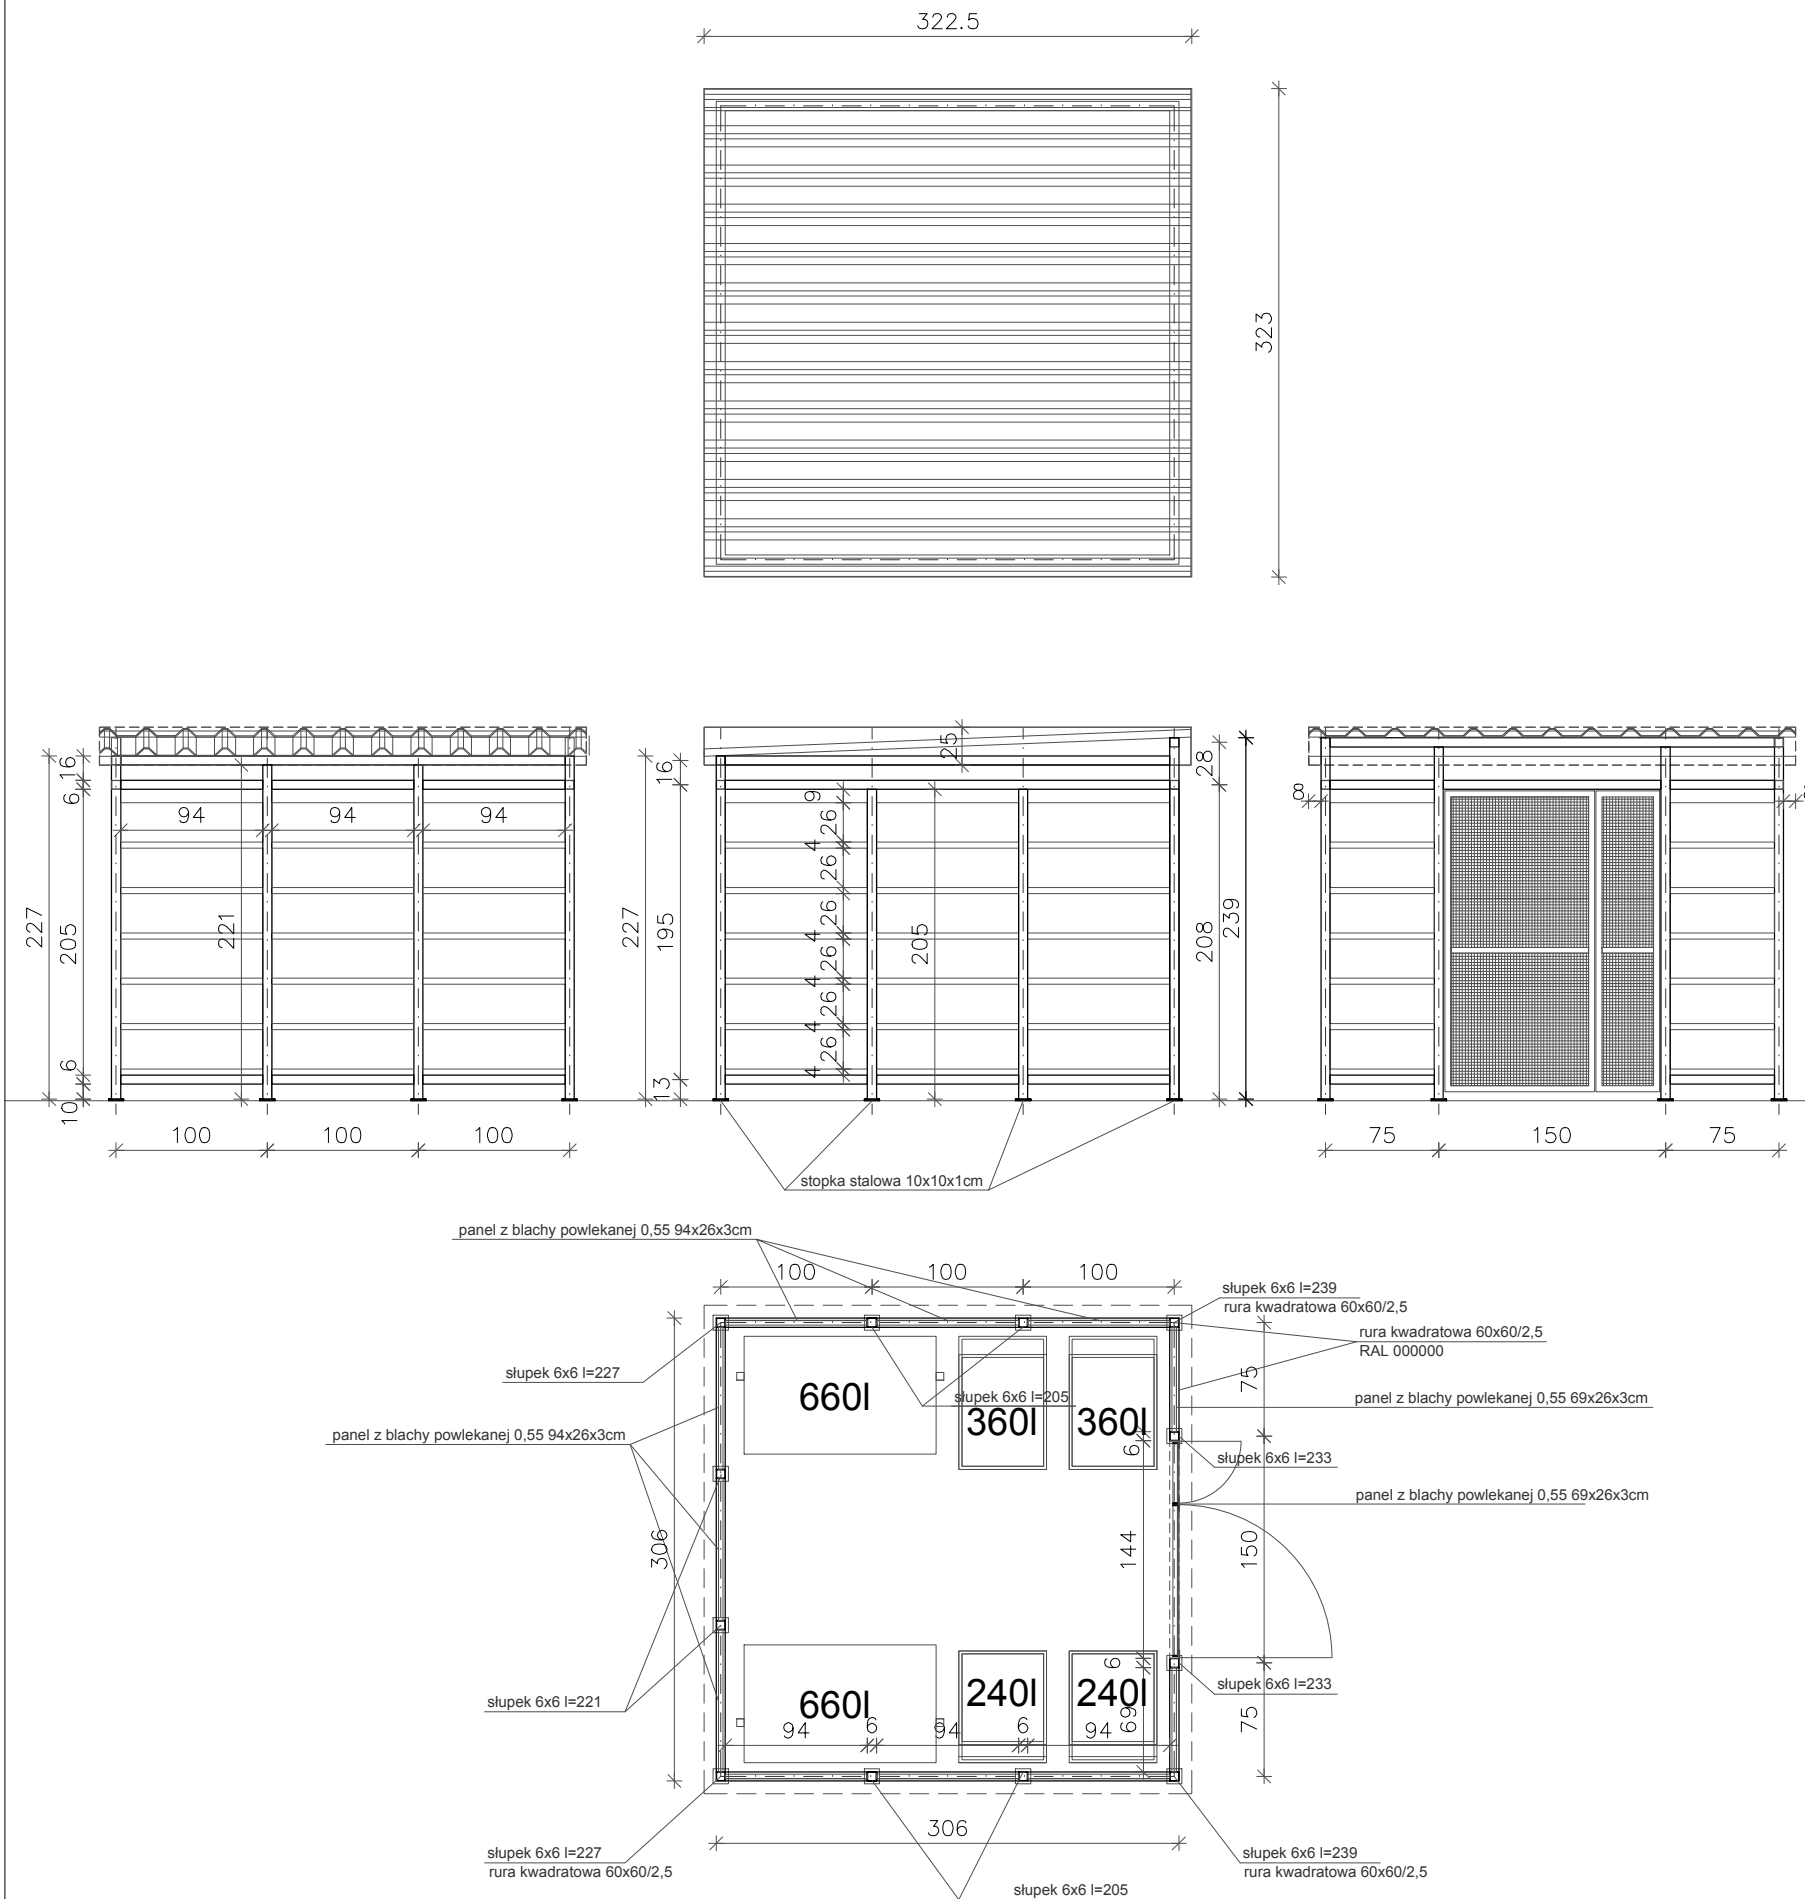 322.5
323
16
6
94
94
94
227
205
221
6
10
100
100
100
25
16
28
9
26
4
26
26
4
26
4
26
4
26
4
227
195
205
208
239
13
8
75
150
75
stopka stalowa 10x10x1cm
panel z blachy powlekanej 0,55 94x26x3cm
100
100
100
słupek 6x6 l=239
rura kwadratowa 60x60/2,5
rura kwadratowa 60x60/2,5
RAL 000000
75
słupek 6x6 l=227
660l
słupek 6x6 l=205
360l
360l
panel z blachy powlekanej 0,55 69x26x3cm
panel z blachy powlekanej 0,55 94x26x3cm
6
słupek 6x6 l=233
panel z blachy powlekanej 0,55 69x26x3cm
306
144
150
6
słupek 6x6 l=233
660l
240l
240l
słupek 6x6 l=221
69
75
94
6
94
6
94
306
słupek 6x6 l=227
rura kwadratowa 60x60/2,5
słupek 6x6 l=239
rura kwadratowa 60x60/2,5
słupek 6x6 l=205